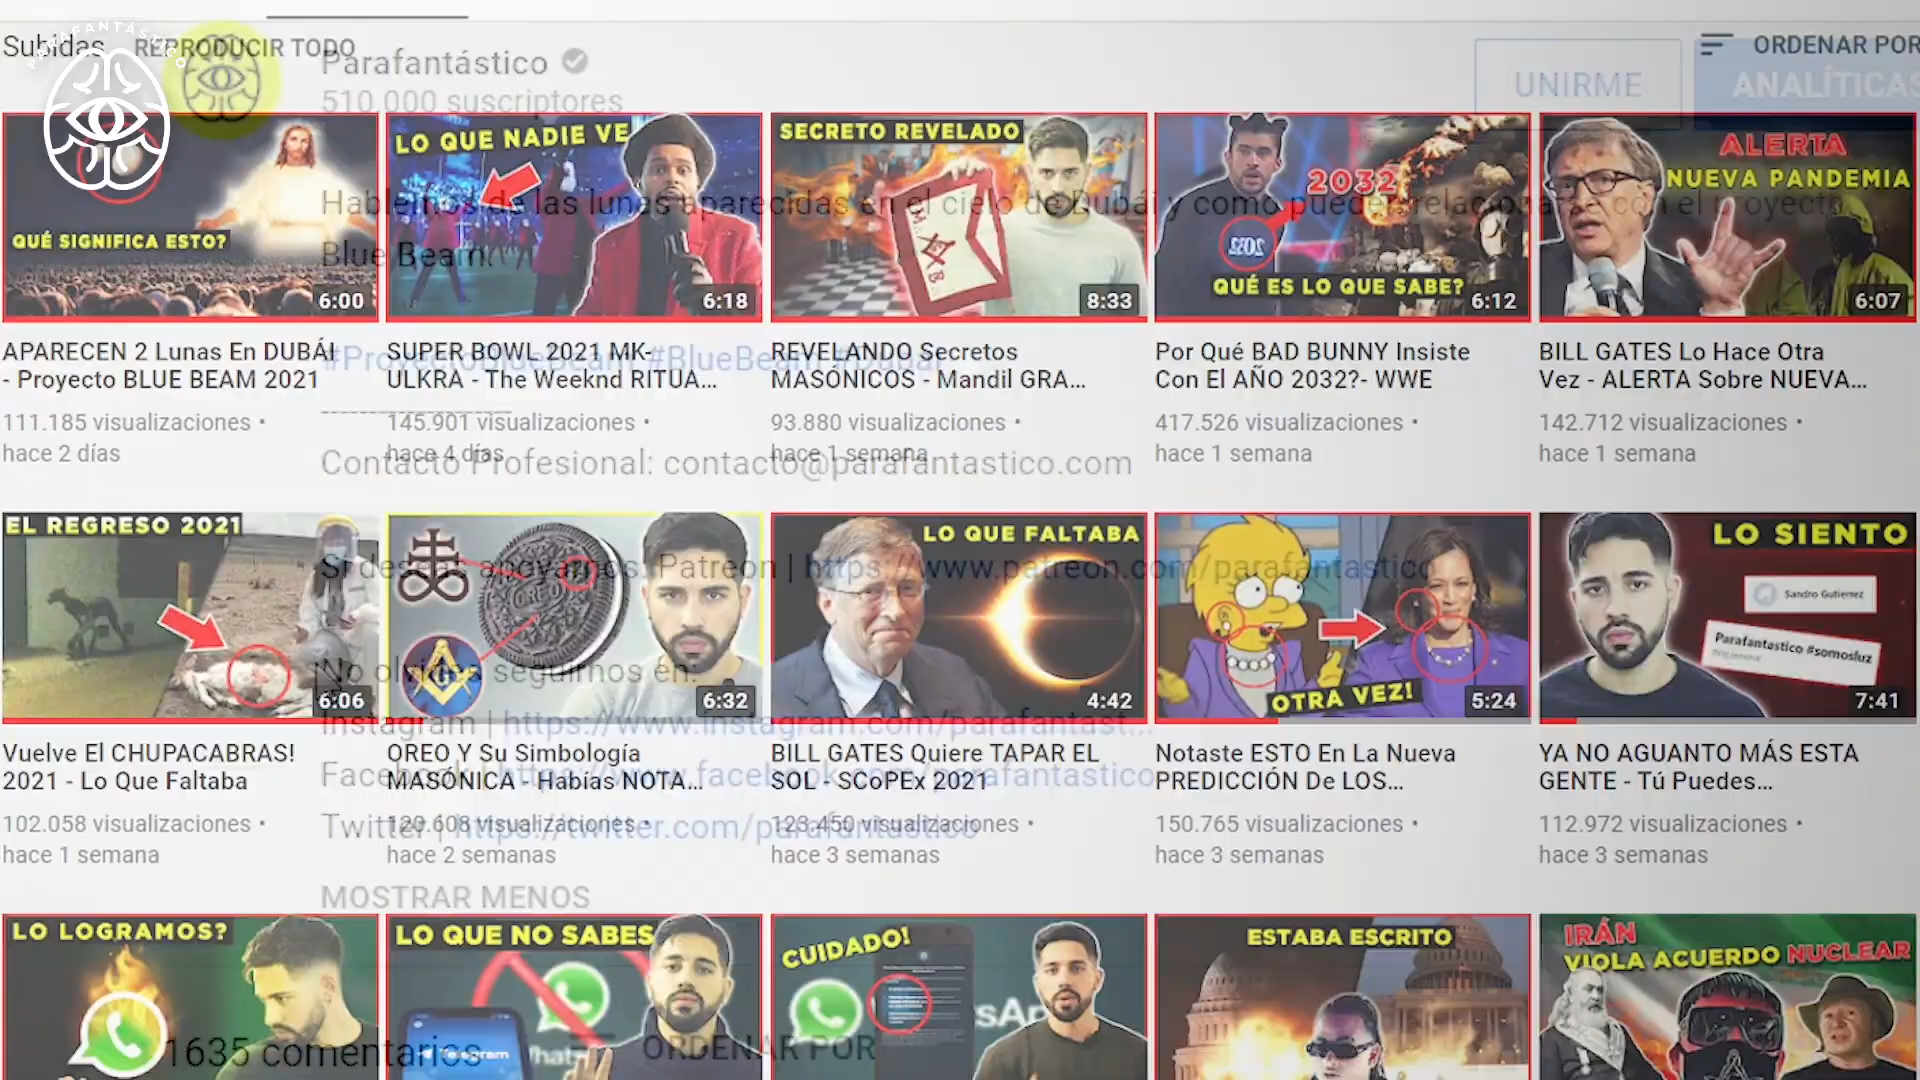 PARAFANTÁSTICO
Subidas REPRODUCIR TODO
Parafantástico
510.000 suscriptores
UNIRME
ORDENAR POR
ANALÍTICAS
QUÉ SIGNIFICA ESTO?
6:00
LO QUE NADIE VE
6:18
SECRETO REVELADO
8:33
2032
2032
QUÉ ES LO QUE SABE?
6:12
ALERTA
NUEVA PANDEMIA
6:07
Hablemos de las lunas aparecidas en el cielo de Dubái y como pueden relacionar con el proyecto
Blue Beam.
APARECEN 2 Lunas En DUBÁI
- Proyecto BLUE BEAM 2021
111.185 visualizaciones •
hace 2 días
SUPER BOWL 2021 MK-
ULKRA - The Weeknd RITUA...
145.901 visualizaciones •
hace 4 días
REVELANDO Secretos
MASÓNICOS - Mandil GRA...
93.880 visualizaciones •
hace 1 semana
Por Qué BAD BUNNY Insiste
Con El AÑO 2032?- WWE
417.526 visualizaciones •
hace 1 semana
BILL GATES Lo Hace Otra
Vez - ALERTA Sobre NUEVA...
142.712 visualizaciones •
hace 1 semana
#ProyectoBlueBeam #BlueBeam #Dubai
Contacto Profesional: contacto@parafantastico.com
EL REGRESO 2021
6:06
OREO
6:32
LO QUE FALTABA
4:42
OTRA VEZ!
5:24
LO SIENTO
Sandro Gutierrez
Parafantastico #somosluz
7:41
Si deseas apoyarnos: Patreon | https://www.patreon.com/parafantastico
No olvides seguirnos en:
Instagram | https://www.instagram.com/parafantast...
Facebook | https://www.facebook.com/parafantastico
Twitter | https://twitter.com/parafantastico
MOSTRAR MENOS
Vuelve El CHUPACABRAS!
2021 - Lo Que Faltaba
102.058 visualizaciones •
hace 1 semana
OREO Y Su Simbología
MASÓNICA - Habías NOTA...
120.608 visualizaciones •
hace 2 semanas
BILL GATES Quiere TAPAR EL
SOL - SCoPEx 2021
123.450 visualizaciones •
hace 3 semanas
Notaste ESTO En La Nueva
PREDICCIÓN De LOS...
150.765 visualizaciones •
hace 3 semanas
YA NO AGUANTO MÁS ESTA
GENTE - Tú Puedes...
112.972 visualizaciones •
hace 3 semanas
LO LOGRAMOS?
LO QUE NO SABES
Telegram
CUIDADO!
ESTABA ESCRITO
IRÁN
VIOLA ACUERDO NUCLEAR
1635 comentarios
ORDENAR POR